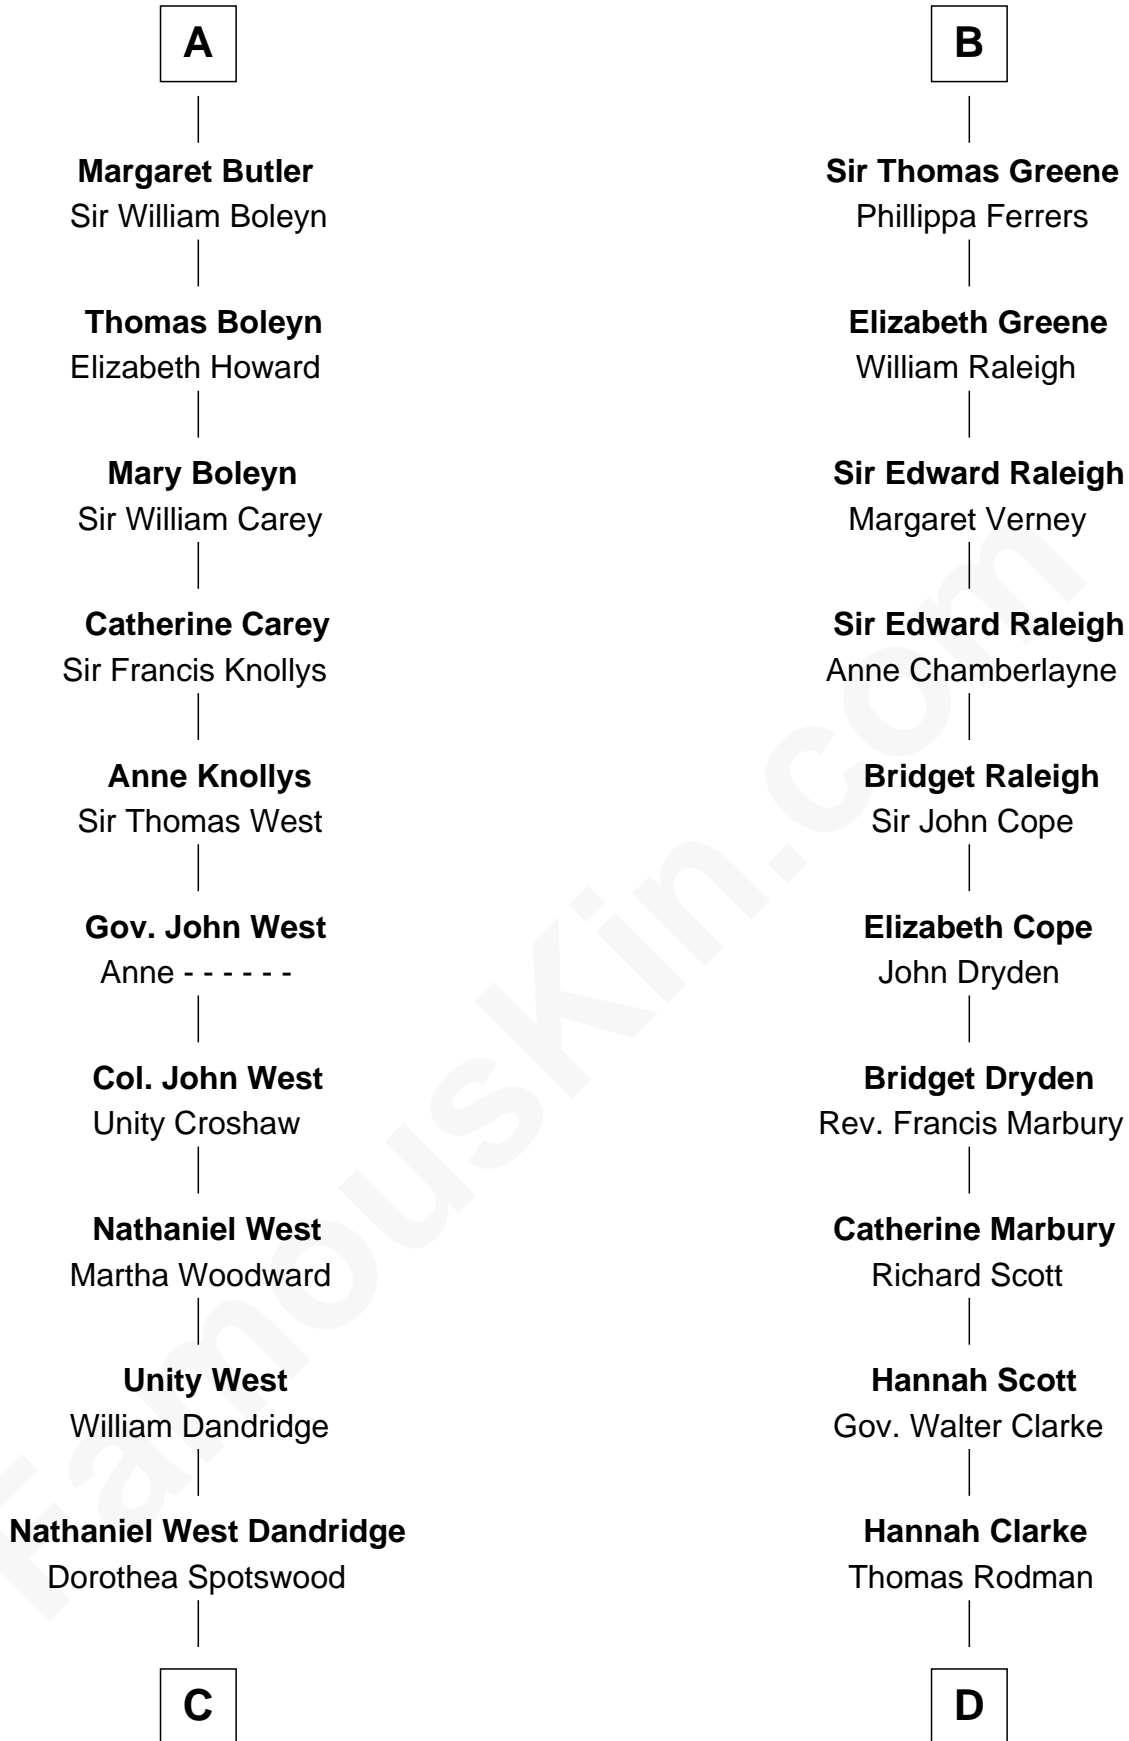 A
Margaret Butler
Sir William Boleyn
Thomas Boleyn
Elizabeth Howard
Mary Boleyn
Sir William Carey
Catherine Carey
Sir Francis Knollys
Anne Knollys
Sir Thomas West
Gov. John West
Anne - - - - - -
Col. John West
Unity Croshaw
Nathaniel West
Martha Woodward
Unity West
William Dandridge
Nathaniel West Dandridge
Dorothea Spotswood
C
B
Sir Thomas Greene
Phillippa Ferrers
Elizabeth Greene
William Raleigh
Sir Edward Raleigh
Margaret Verney
Sir Edward Raleigh
Anne Chamberlayne
Bridget Raleigh
Sir John Cope
Elizabeth Cope
John Dryden
Bridget Dryden
Rev. Francis Marbury
Catherine Marbury
Richard Scott
Hannah Scott
Gov. Walter Clarke
Hannah Clarke
Thomas Rodman
D
FamousKin.com